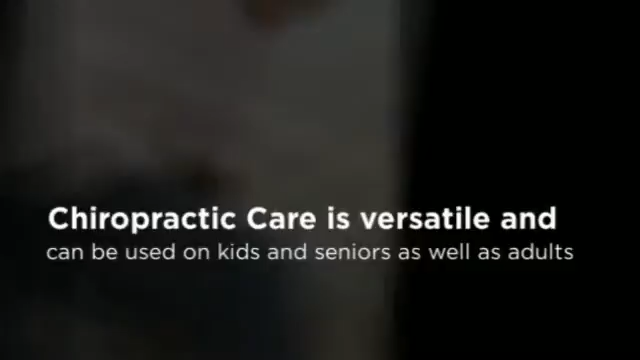 Chiropractic Care is versatile and
can be used on kids and seniors as well as adults